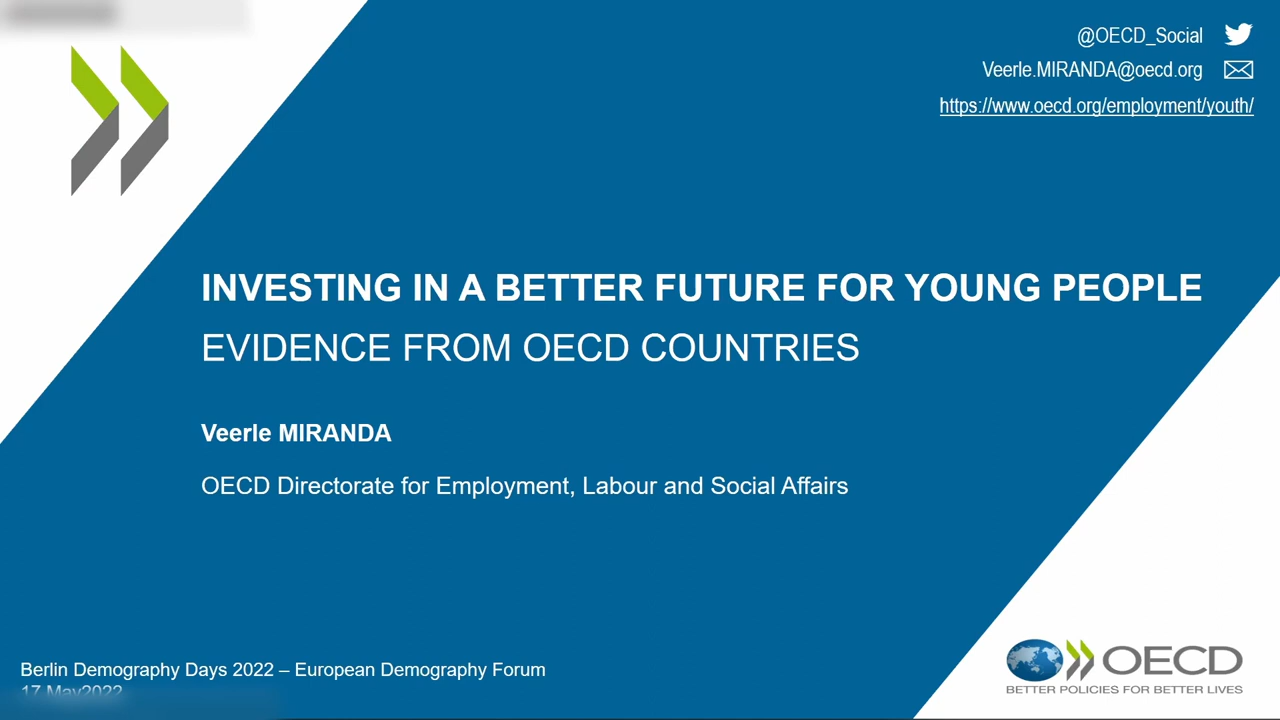 @OECD_Social
Veerle.MIRANDA@oecd.org
https://www.oecd.org/employment/youth/
INVESTING IN A BETTER FUTURE FOR YOUNG PEOPLE
EVIDENCE FROM OECD COUNTRIES
Veerle MIRANDA
OECD Directorate for Employment, Labour and Social Affairs
Berlin Demography Days 2022 – European Demography Forum
17 May2022
OECD
BETTER POLICIES FOR BETTER LIVES